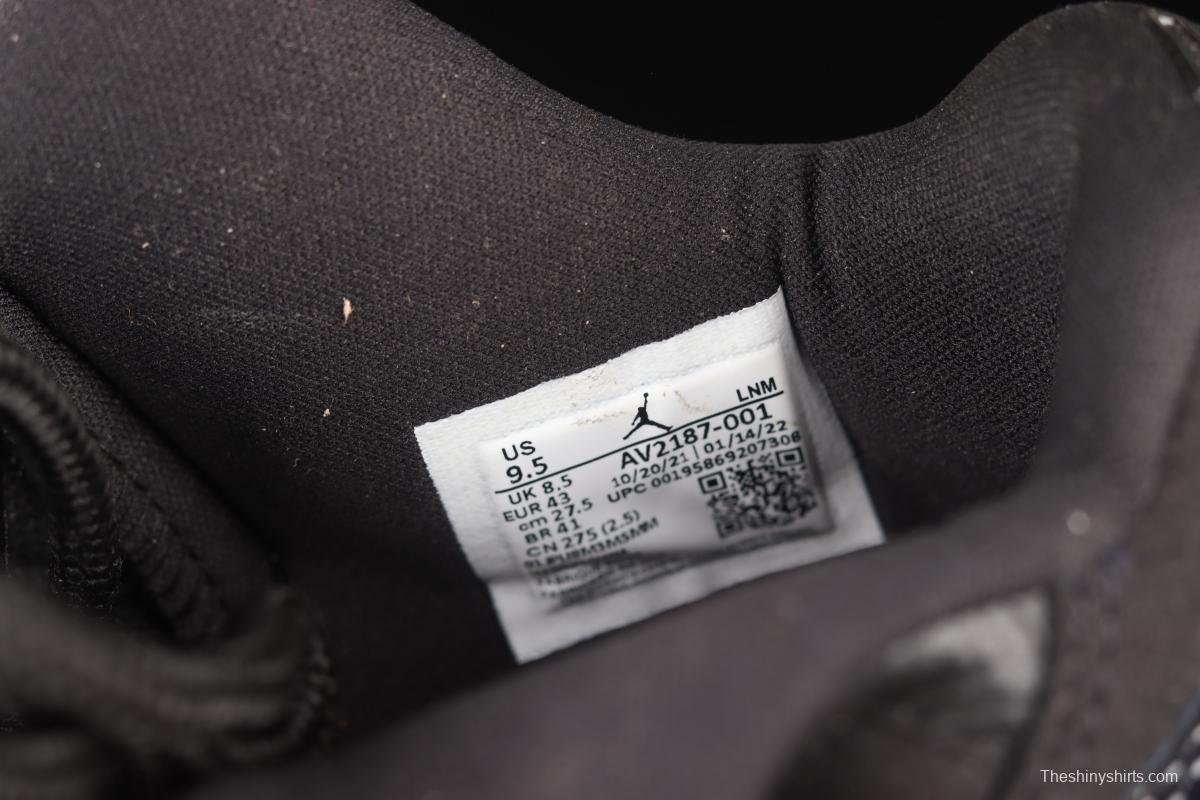 LNM
US
9.5
AV2187-001
UK 8.5
10/20/21 | 01/14/22
EUR 43
UPC 00195869207308
cm 27.5
BR 41
CN 275 (2.5)
Theshinyshirts.com